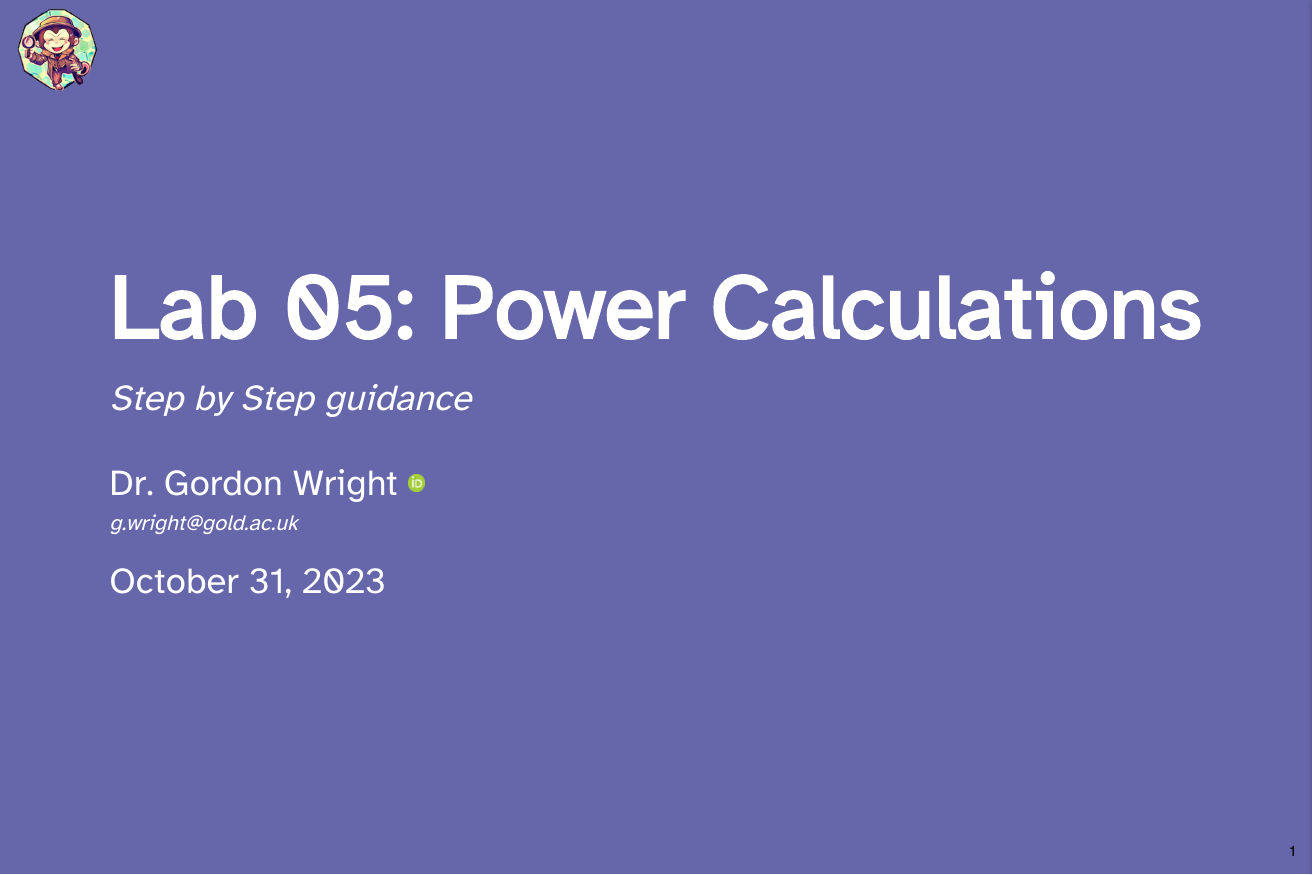 Lab 05: Power Calculations
Step by Step guidance
Dr. Gordon Wright iD
g.wright@gold.ac.uk
October 31, 2023
1